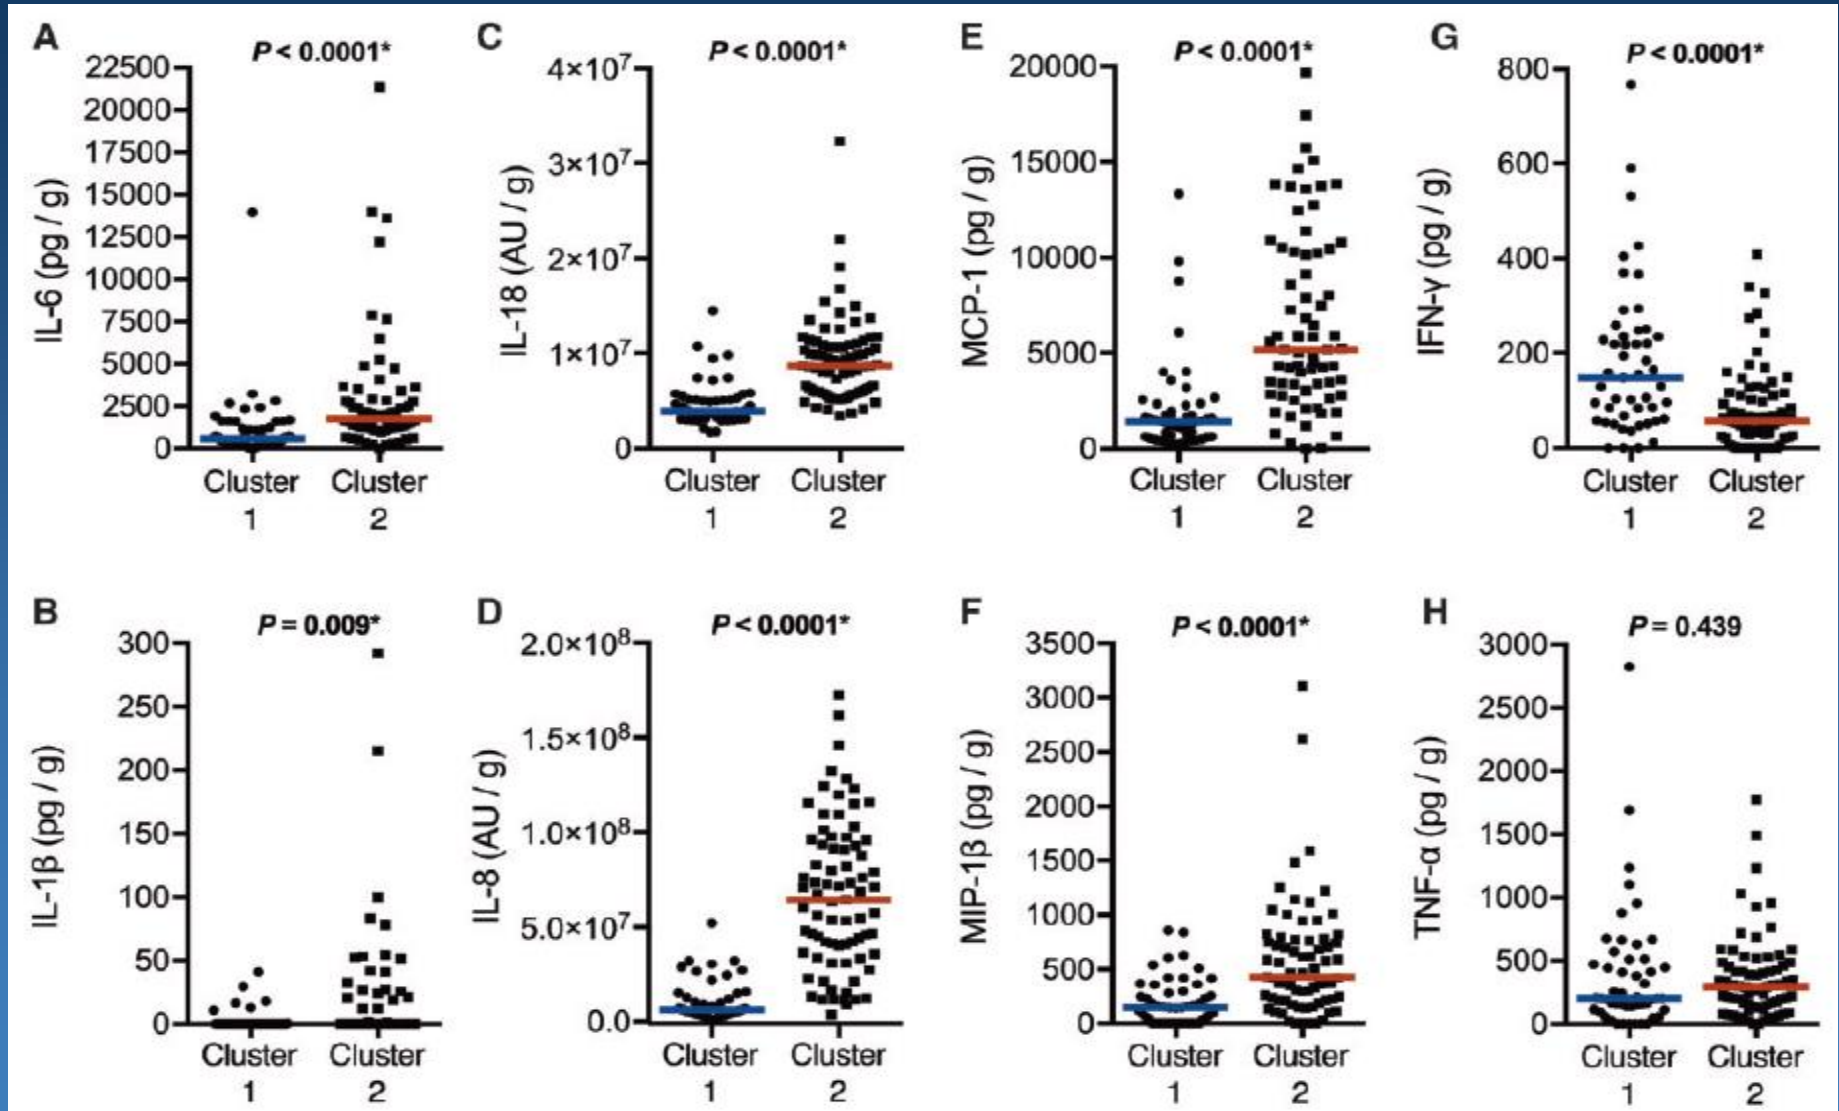 A
P < 0.0001*
IL-6 (pg / g)
22500
20000
17500
15000
12500
10000
7500
5000
2500
0
Cluster 1
Cluster 2
C
P < 0.0001*
IL-18 (AU / g)
4×10⁷
3×10⁷
2×10⁷
1×10⁷
0
Cluster 1
Cluster 2
E
P < 0.0001*
MCP-1 (pg / g)
20000
15000
10000
5000
0
Cluster 1
Cluster 2
G
P < 0.0001*
IFN-γ (pg / g)
800
600
400
200
0
Cluster 1
Cluster 2
B
P = 0.009*
IL-1β (pg / g)
300
250
200
150
100
50
0
Cluster 1
Cluster 2
D
P < 0.0001*
IL-8 (AU / g)
2.0×10⁸
1.5×10⁸
1.0×10⁸
5.0×10⁷
0.0
Cluster 1
Cluster 2
F
P < 0.0001*
MIP-1β (pg / g)
3500
3000
2500
2000
1500
1000
500
0
Cluster 1
Cluster 2
H
P = 0.439
TNF-α (pg / g)
3000
2500
2000
1500
1000
500
0
Cluster 1
Cluster 2